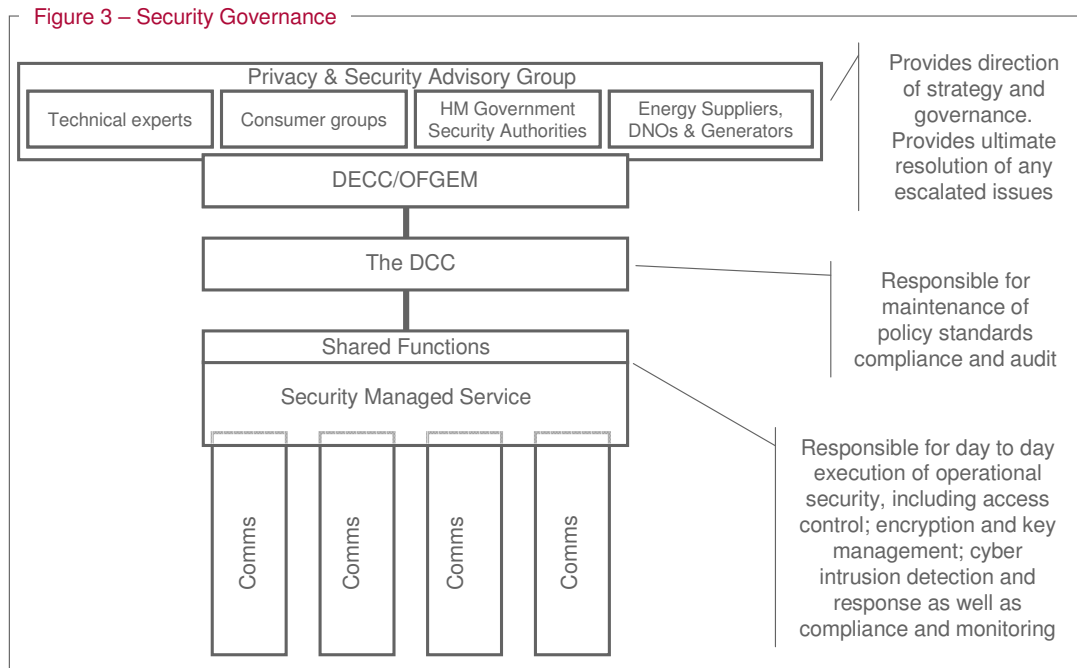 Figure 3 – Security Governance
Privacy & Security Advisory Group
Technical experts
Consumer groups
HM Government
Security Authorities
Energy Suppliers,
DNOs & Generators
DECC/OFGEM
The DCC
Shared Functions
Security Managed Service
Comms
Comms
Comms
Comms
Provides direction
of strategy and
governance.
Provides ultimate
resolution of any
escalated issues
Responsible for
maintenance of
policy standards
compliance and audit
Responsible for day to day
execution of operational
security, including access
control; encryption and key
management; cyber
intrusion detection and
response as well as
compliance and monitoring